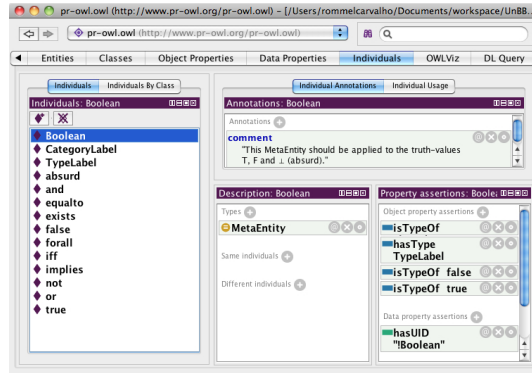 pr-owl.owl (http://www.pr-owl.org/pr-owl.owl) – [/Users/rommelcarvalho/Documents/workspace/UnBB...
pr-owl.owl (http://www.pr-owl.org/pr-owl.owl)
Entities Classes Object Properties Data Properties Individuals OWLViz DL Query
Individuals Individuals By Class
Individuals: Boolean
Boolean
CategoryLabel
TypeLabel
absurd
and
equalto
exists
false
forall
iff
implies
not
or
true
Individual Annotations Individual Usage
Annotations: Boolean
Annotations
comment
"This MetaEntity should be applied to the truth-values
T, F and ⊥ (absurd)."
Description: Boolean
Types
MetaEntity
Same individuals
Different individuals
Property assertions: Boolea
Object property assertions
isTypeOf
hasType
TypeLabel
isTypeOf false
isTypeOf true
Data property assertions
hasUID
"!Boolean"